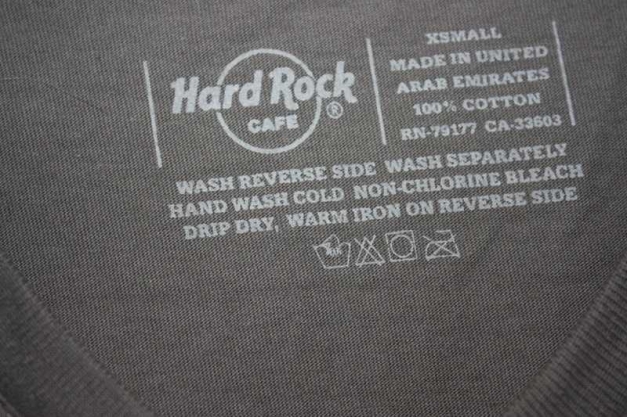 Hard Rock ®
CAFE
XSMALL
MADE IN UNITED
ARAB EMIRATES
100% COTTON
RN-79177 CA-33603
WASH REVERSE SIDE WASH SEPARATELY
HAND WASH COLD NON-CHLORINE BLEACH
DRIP DRY, WARM IRON ON REVERSE SIDE